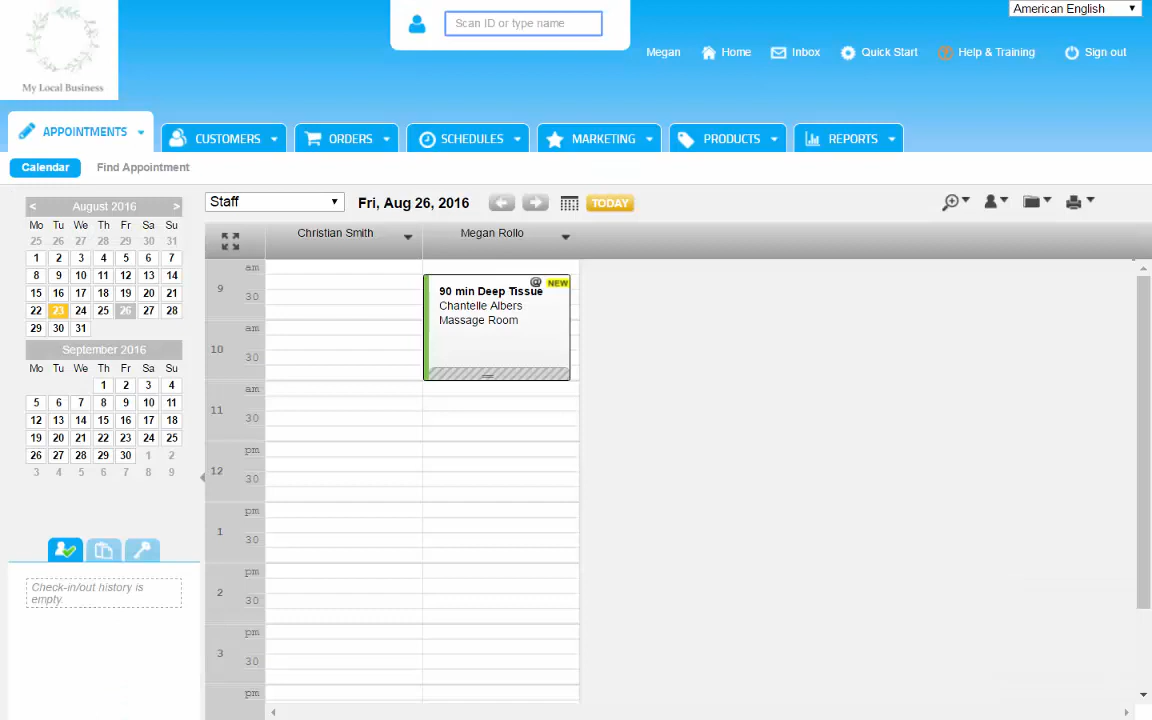 American English
Scan ID or type name
Megan
Home
Inbox
Quick Start
Help & Training
Sign out
My Local Business
APPOINTMENTS
CUSTOMERS
ORDERS
SCHEDULES
MARKETING
PRODUCTS
REPORTS
Calendar
Find Appointment
Staff
Fri, Aug 26, 2016
TODAY
< August 2016 >
Mo Tu We Th Fr Sa Su
25 26 27 28 29 30 31
1 2 3 4 5 6 7
8 9 10 11 12 13 14
15 16 17 18 19 20 21
22 23 24 25 26 27 28
29 30 31
September 2016
Mo Tu We Th Fr Sa Su
1 2 3 4
5 6 7 8 9 10 11
12 13 14 15 16 17 18
19 20 21 22 23 24 25
26 27 28 29 30 1 2
3 4 5 6 7 8 9
Check-in/out history is
empty.
Christian Smith
Megan Rollo
am
9
30
am
10
30
am
11
30
pm
12
30
pm
1
30
pm
2
30
pm
3
30
pm
@ NEW
90 min Deep Tissue
Chantelle Albers
Massage Room